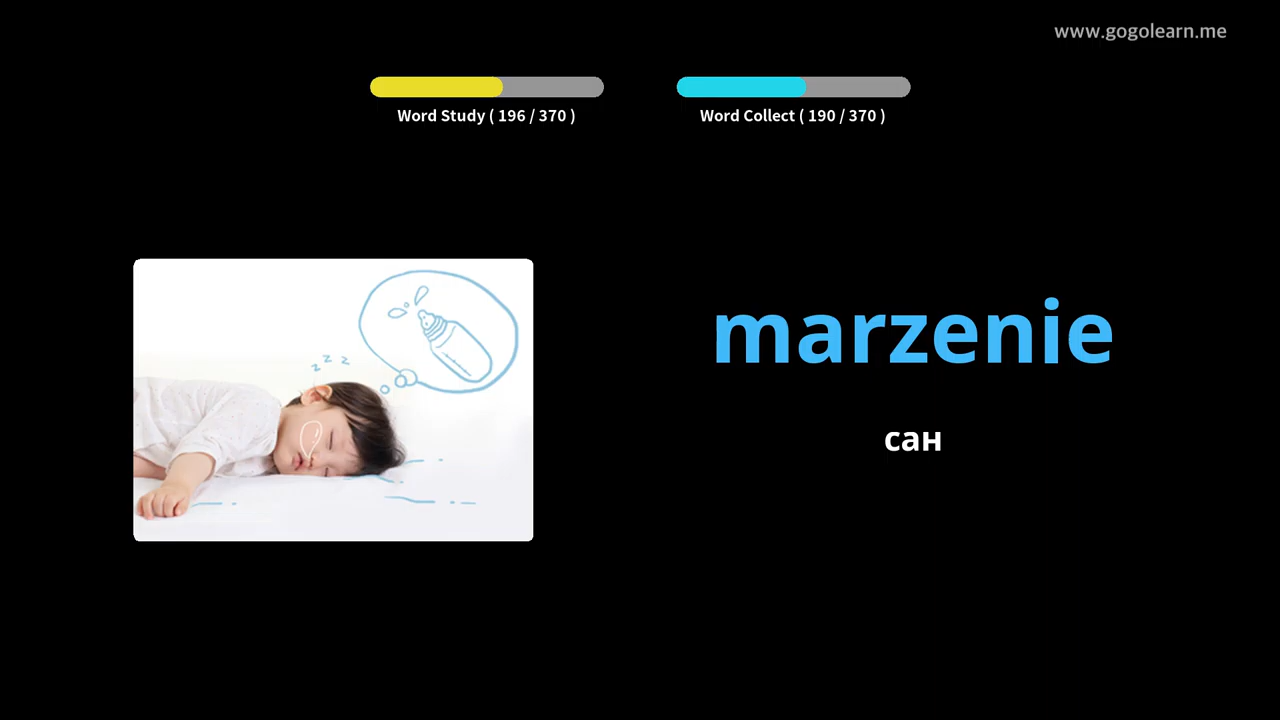 www.gogolearn.me
Word Study ( 196 / 370 )
Word Collect ( 190 / 370 )
z z z
marzenie
сан